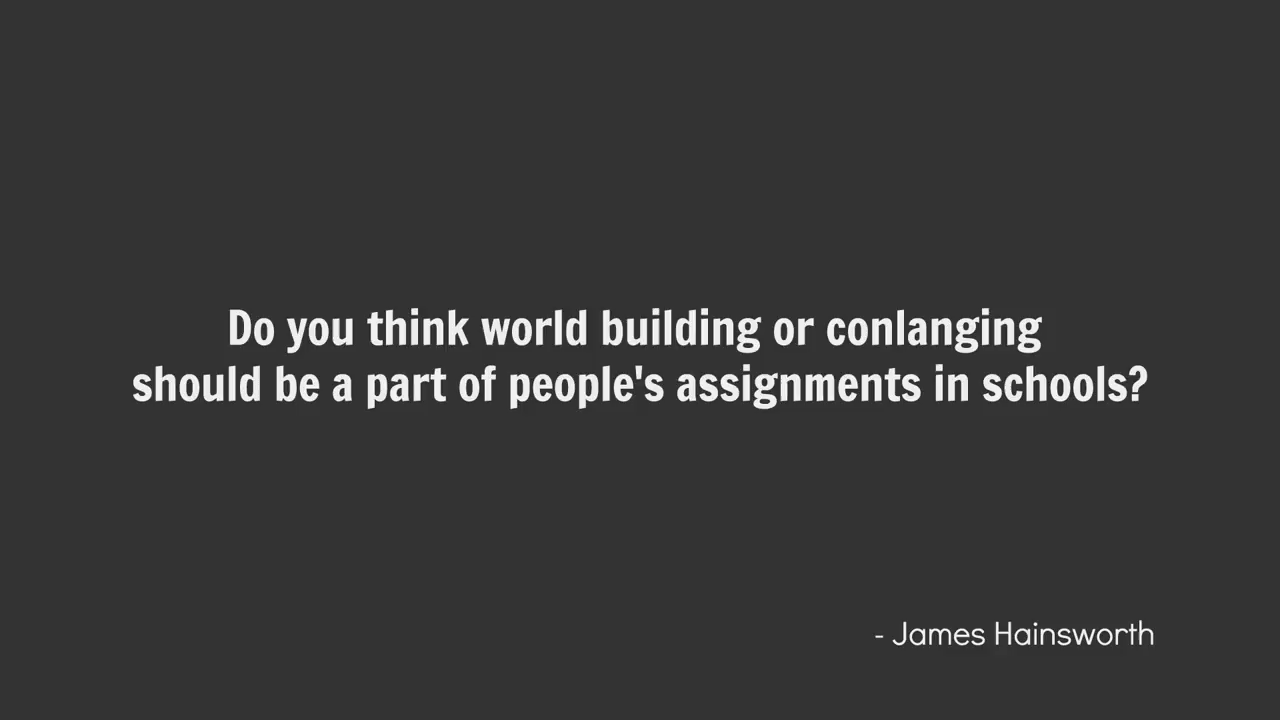 Do you think world building or conlanging
should be a part of people's assignments in schools?
- James Hainsworth